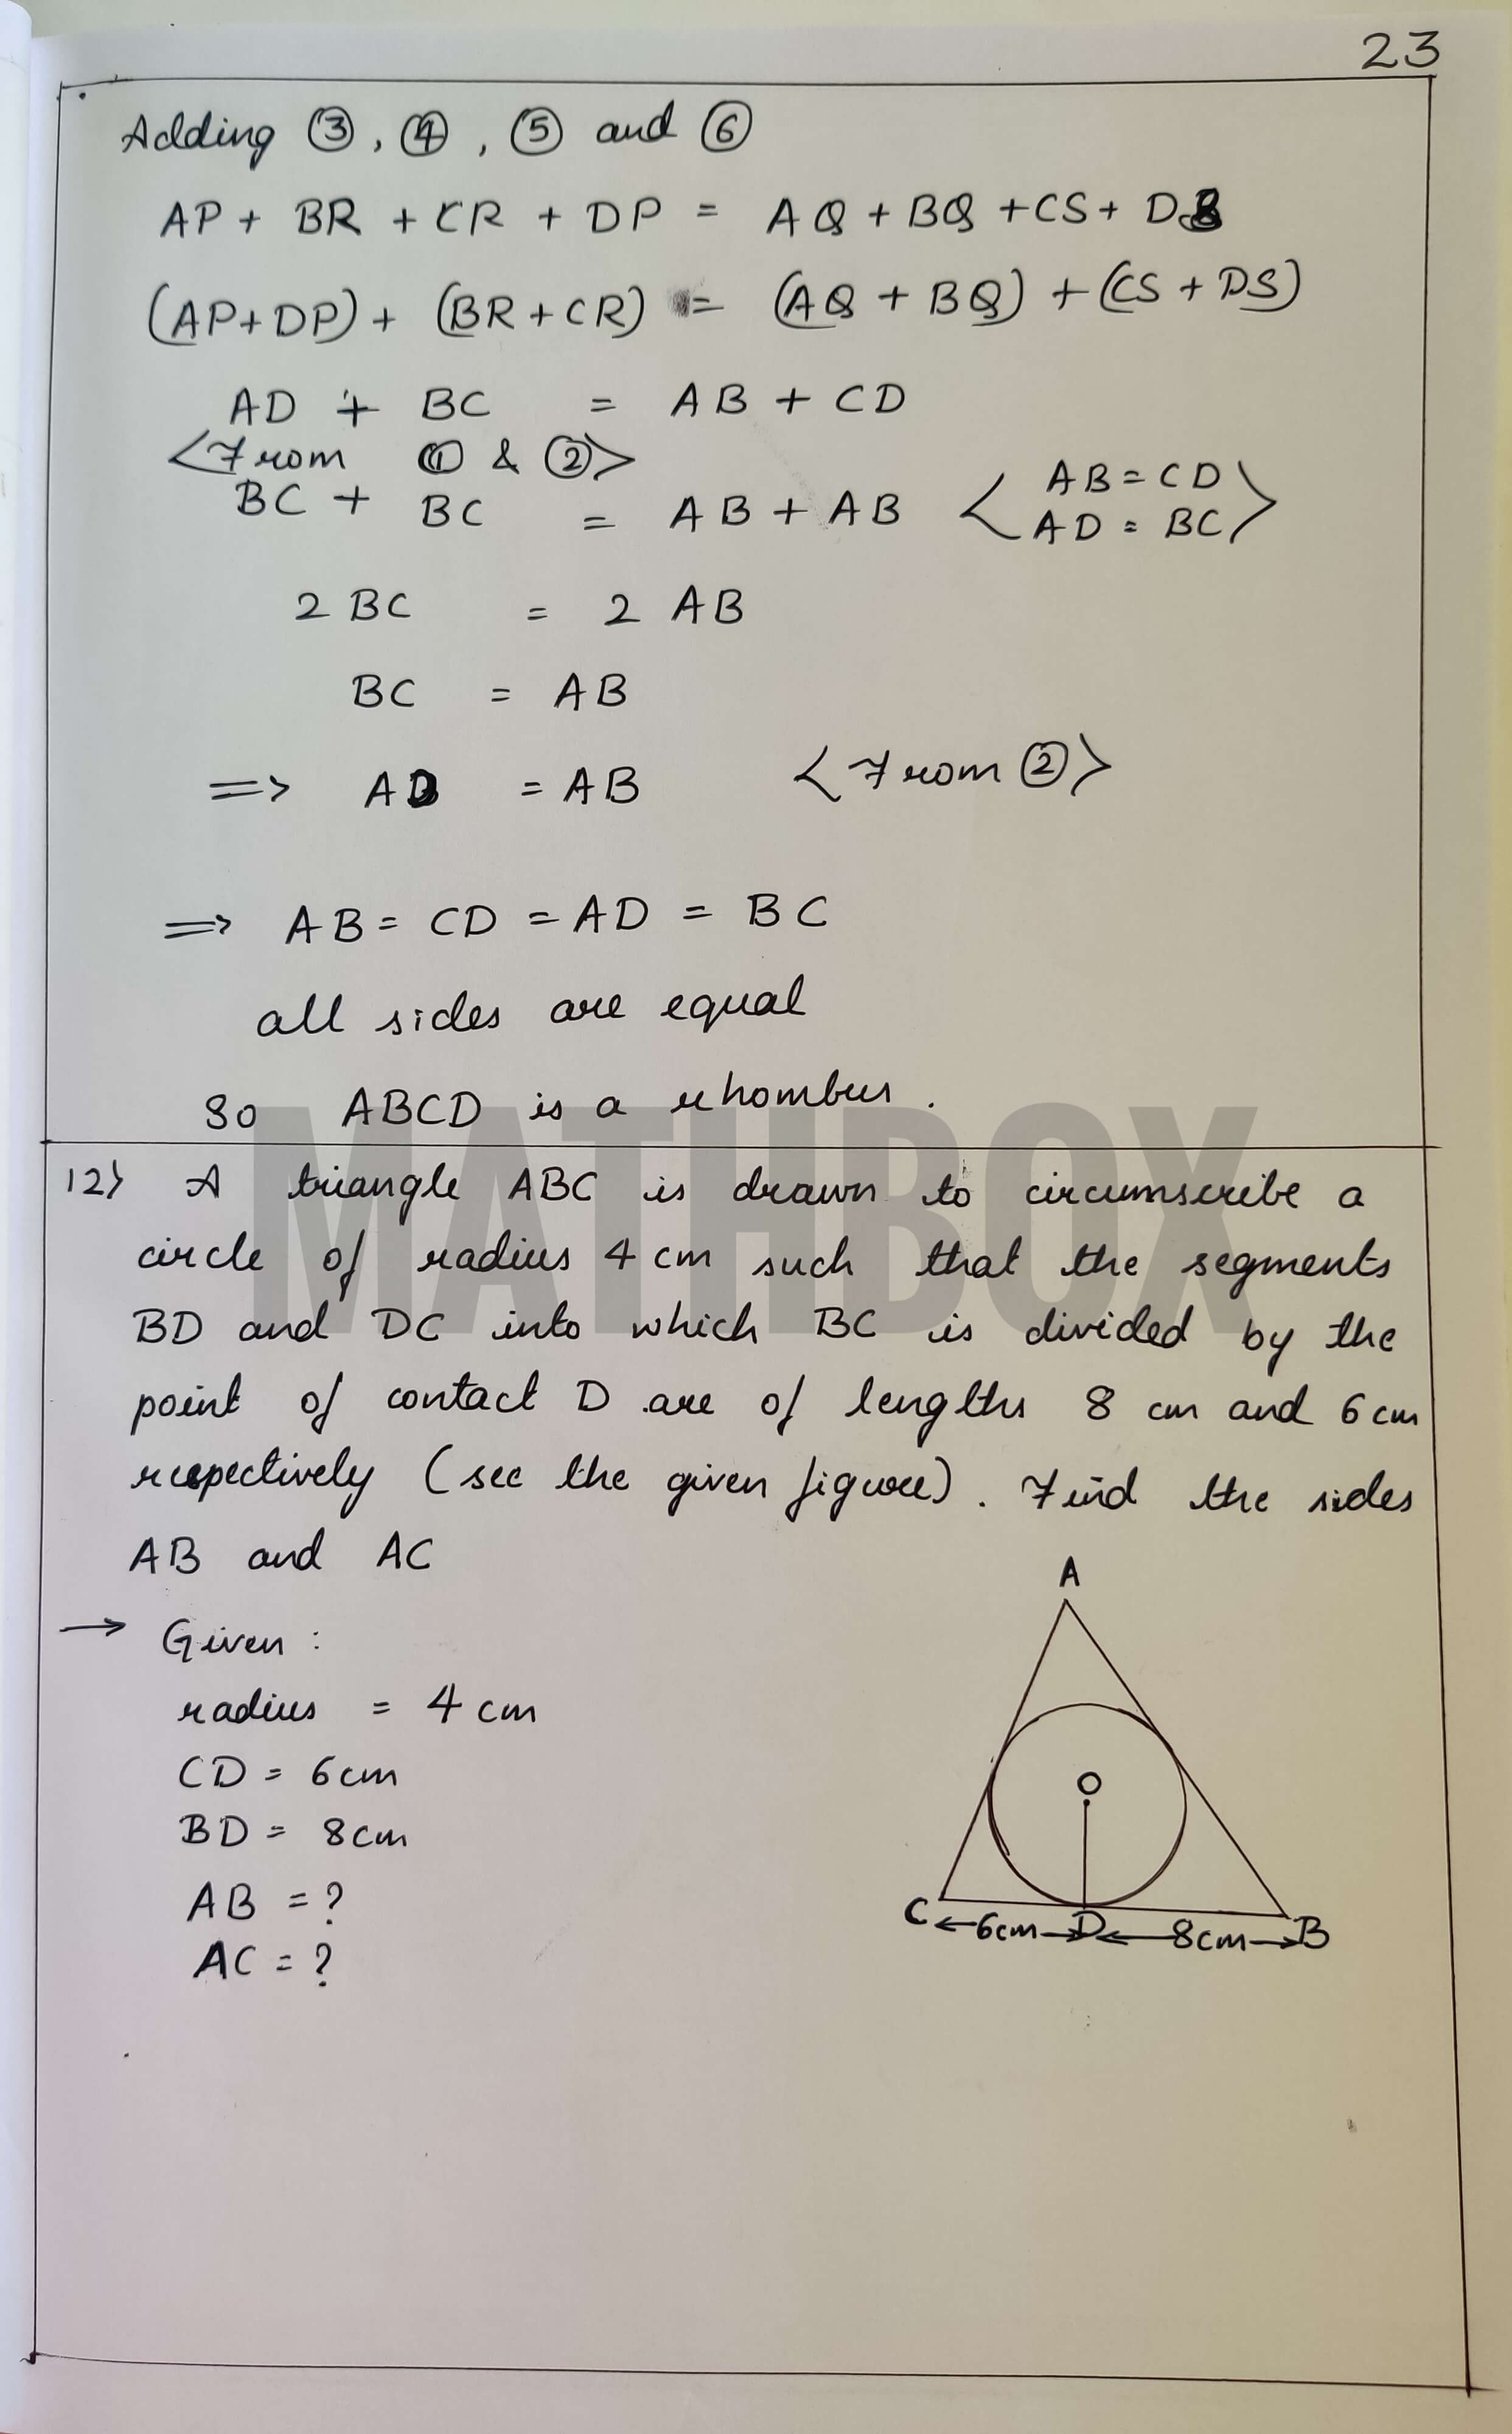 23
Adding ③, ④, ⑤ and ⑥
AP + BR + CR + DP = AQ + BQ + CS + DS
(AP+DP) + (BR+CR) = (AQ + BQ) + (CS + DS)
AD + BC = AB + CD
<From ① & ②>
BC + BC = AB + AB <AB = CD
AD = BC>
2 BC = 2 AB
BC = AB
=> AD = AB <From ②>
=> AB = CD = AD = BC
all sides are equal
So ABCD is a rhombus.
MATHBOX
12> A triangle ABC is drawn to circumscribe a
circle of radius 4 cm such that the segments
BD and DC into which BC is divided by the
point of contact D are of lengths 8 cm and 6 cm
respectively (see the given figure). Find the sides
AB and AC
→ Given :
radius = 4 cm
CD = 6cm
BD = 8cm
AB = ?
AC = ?
A
O
C ←6cm→ D ←8cm→ B